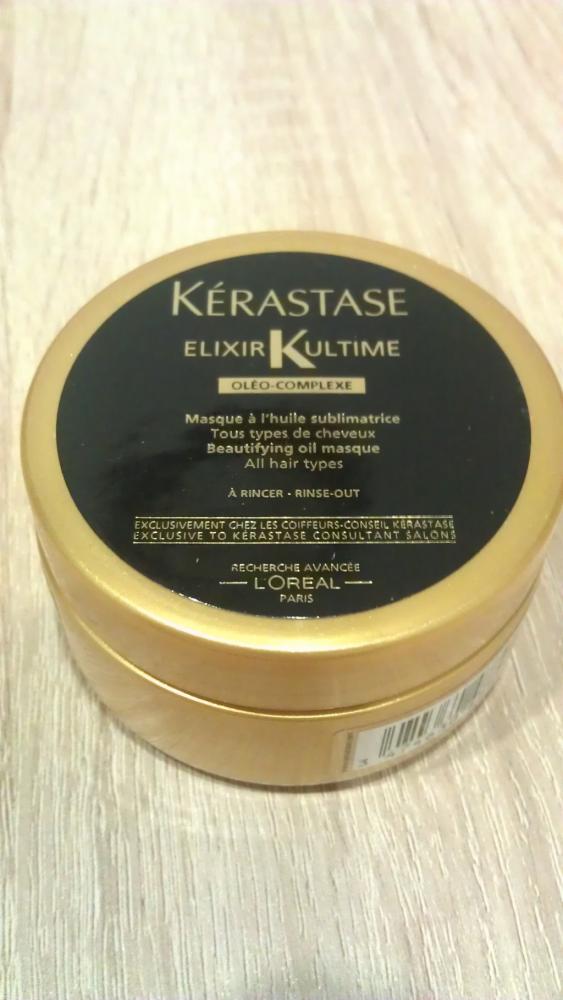 KÉRASTASE
ELIXIR KULTIME
OLÉO-COMPLEXE
Masque à l'huile sublimatrice
Tous types de cheveux
Beautifying oil masque
All hair types
À RINCER - RINSE-OUT
EXCLUSIVEMENT CHEZ LES COIFFEURS-CONSEIL KÉRASTASE
EXCLUSIVE TO KÉRASTASE CONSULTANT SALONS
RECHERCHE AVANCÉE
L'ORÉAL
PARIS